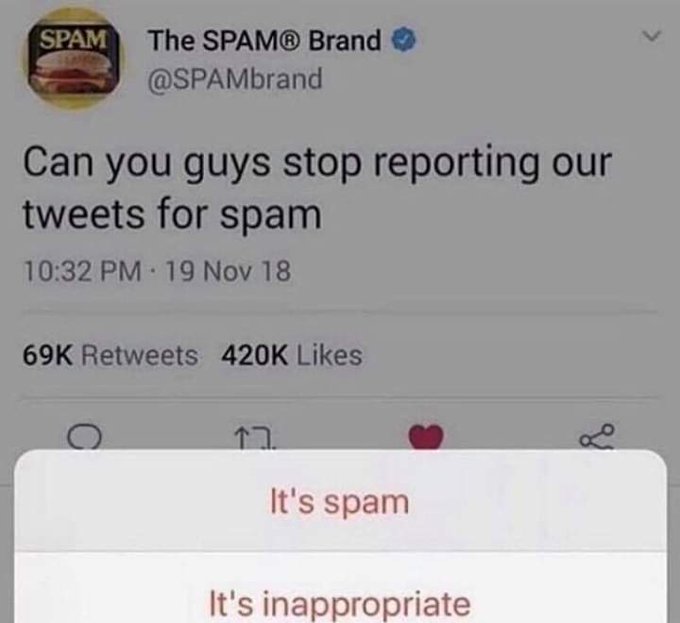 SPAM
The SPAM® Brand
@SPAMbrand
Can you guys stop reporting our
tweets for spam
10:32 PM · 19 Nov 18
69K Retweets 420K Likes
It's spam
It's inappropriate